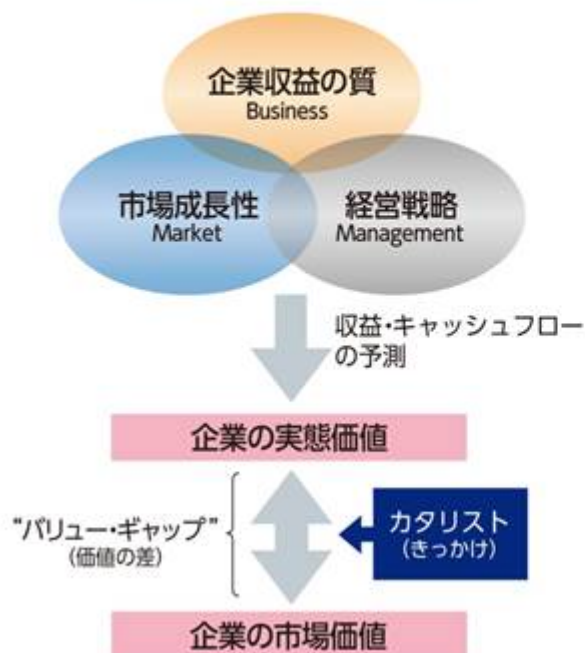 企業収益の質
Business
市場成長性
Market
経営戦略
Management
収益・キャッシュフロー
の予測
企業の実態価値
“バリュー・ギャップ”
(価値の差)
カタリスト
(きっかけ)
企業の市場価値